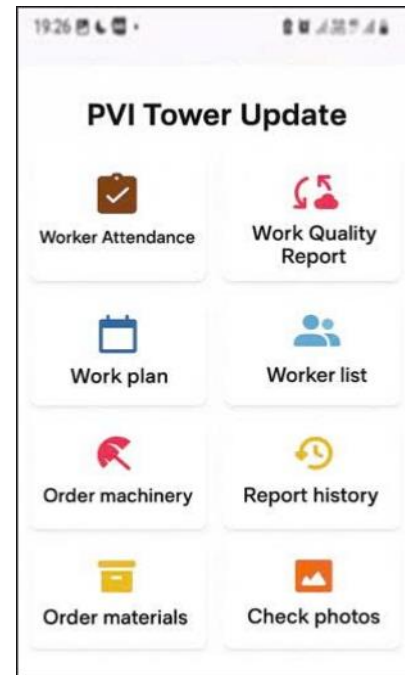 19:26
PVI Tower Update
Worker Attendance
Work Quality
Report
Work plan
Worker list
Order machinery
Report history
Order materials
Check photos